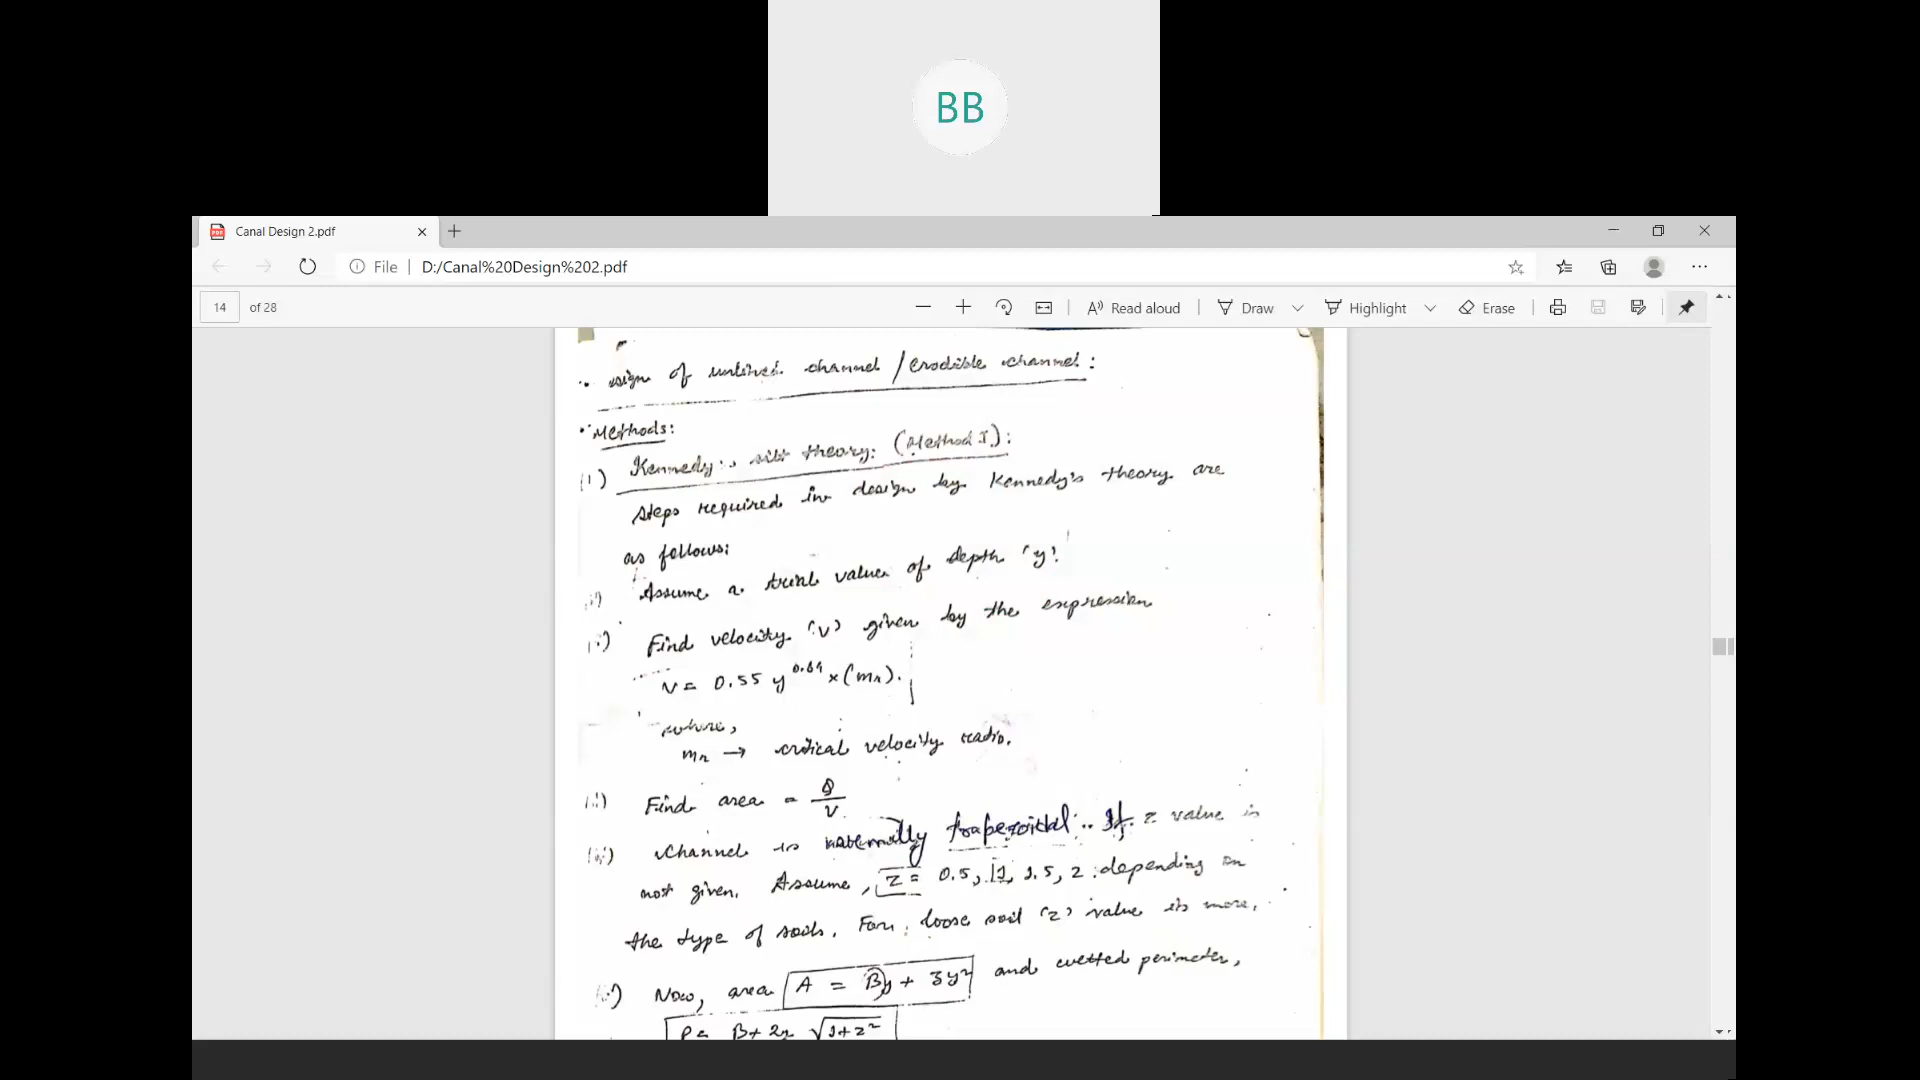 BB
Canal Design 2.pdf
File D:/Canal%20Design%202.pdf
14 of 28 Read aloud Draw Highlight Erase
sign of unlined channel / Erodible channel :
• Methods:
(1) Kennedy's silt theory: (Method I):
Steps required in design by Kennedy's theory are
as follows:
Assume a trial value of depth 'y'.
Find velocity (v) given by the expression
V = 0.55 y^0.64 × (mn).
where,
mn → critical velocity ratio.
Find area = Q/V
Channel is trapezoidal. If z value is
not given. Assume, z = 0.5, 1, 1.5, 2 depending on
the type of soils. For loose soil (z) value is more.
Now, area A = By + zy² and wetted perimeter,
P = B + 2y √1+z²